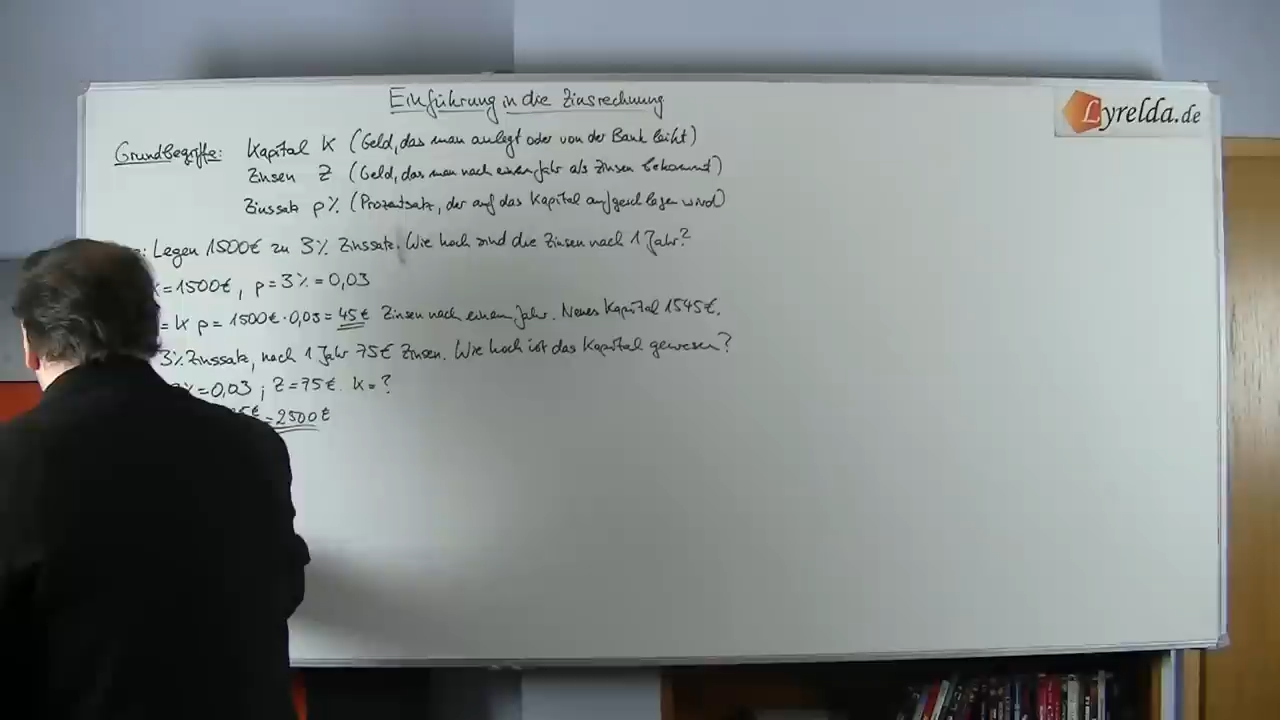 Einführung in die Zinsrechnung
Lyrelda.de
Grundbegriffe: Kapital K (Geld, das man anlegt oder von der Bank leiht)
Zinsen Z (Geld, das man nach einem Jahr als Zinsen bekommt)
Zinssatz p% (Prozentsatz, der auf das Kapital aufgeschlagen wird)
: Legen 1500€ zu 3% Zinssatz. Wie hoch sind die Zinsen nach 1 Jahr?
=1500€, p=3%=0,03
= K p = 1500€·0,03 = 45€ Zinsen nach einem Jahr. Neues Kapital 1545€.
3% Zinssatz, nach 1 Jahr 75€ Zinsen. Wie hoch ist das Kapital gewesen?
=0,03; Z=75€. K=?
=2500€